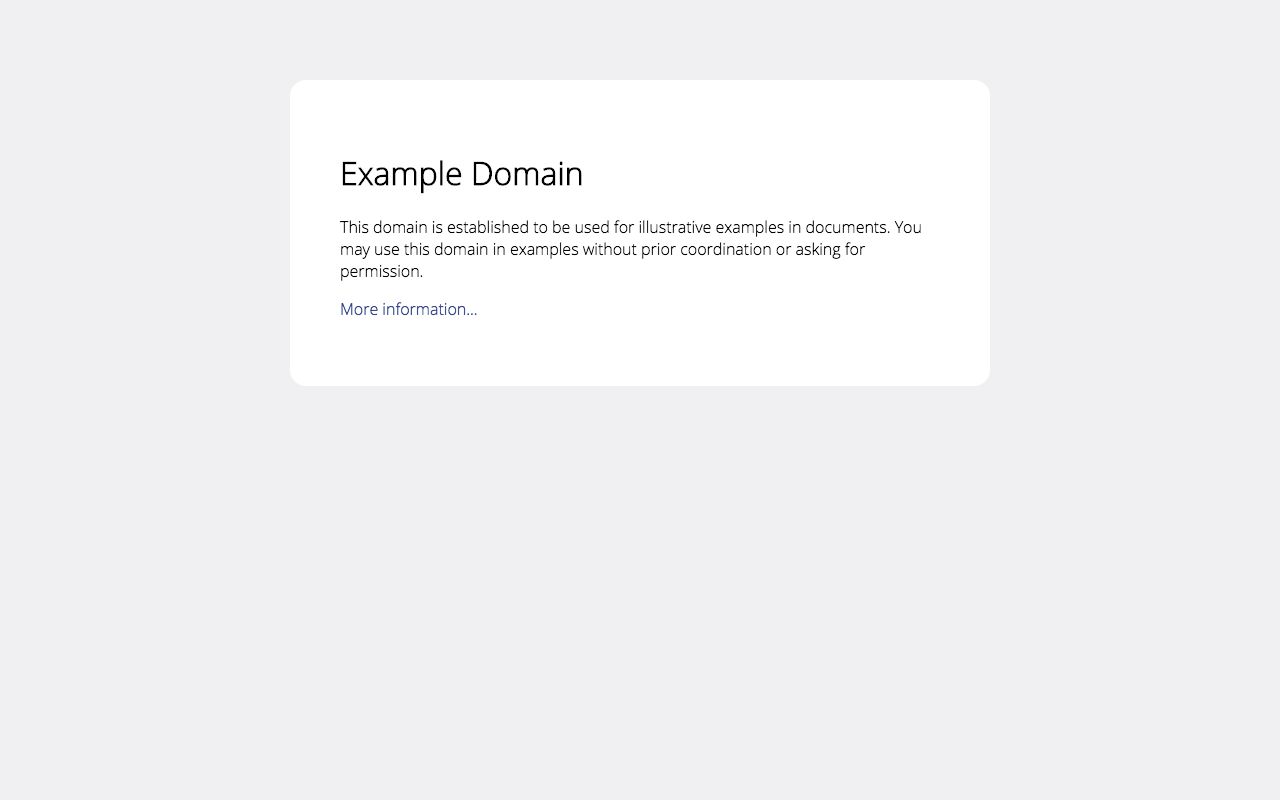 Example Domain
This domain is established to be used for illustrative examples in documents. You
may use this domain in examples without prior coordination or asking for
permission.
More information...